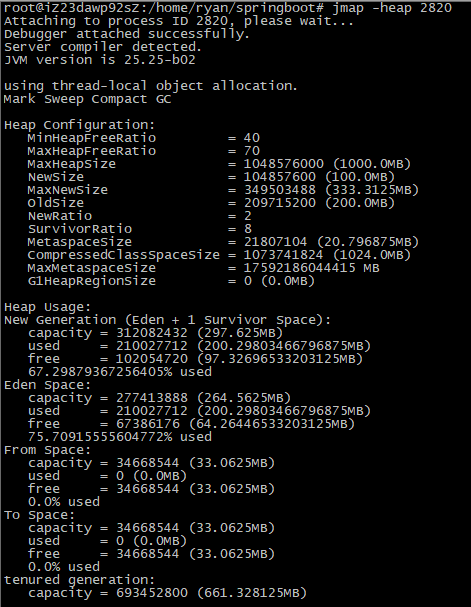 root@iZ23dawp92sZ:/home/ryan/springboot# jmap -heap 2820
Attaching to process ID 2820, please wait...
Debugger attached successfully.
Server compiler detected.
JVM version is 25.25-b02

using thread-local object allocation.
Mark Sweep Compact GC

Heap Configuration:
   MinHeapFreeRatio         = 40
   MaxHeapFreeRatio         = 70
   MaxHeapSize              = 1048576000 (1000.0MB)
   NewSize                  = 104857600 (100.0MB)
   MaxNewSize               = 349503488 (333.3125MB)
   OldSize                  = 209715200 (200.0MB)
   NewRatio                 = 2
   SurvivorRatio            = 8
   MetaspaceSize            = 21807104 (20.796875MB)
   CompressedClassSpaceSize = 1073741824 (1024.0MB)
   MaxMetaspaceSize         = 17592186044415 MB
   G1HeapRegionSize         = 0 (0.0MB)

Heap Usage:
New Generation (Eden + 1 Survivor Space):
   capacity = 312082432 (297.625MB)
   used     = 210027712 (200.29803466796875MB)
   free     = 102054720 (97.32696533203125MB)
   67.29879367256405% used
Eden Space:
   capacity = 277413888 (264.5625MB)
   used     = 210027712 (200.29803466796875MB)
   free     = 67386176 (64.26446533203125MB)
   75.70915555604772% used
From Space:
   capacity = 34668544 (33.0625MB)
   used     = 0 (0.0MB)
   free     = 34668544 (33.0625MB)
   0.0% used
To Space:
   capacity = 34668544 (33.0625MB)
   used     = 0 (0.0MB)
   free     = 34668544 (33.0625MB)
   0.0% used
tenured generation:
   capacity = 693452800 (661.328125MB)